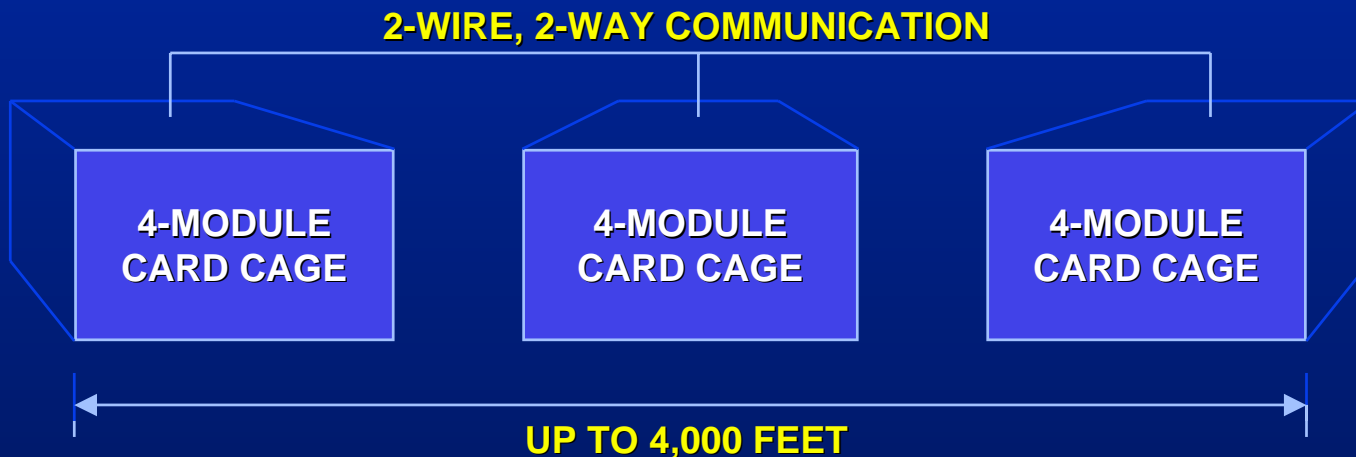 2-WIRE, 2-WAY COMMUNICATION
4-MODULE
CARD CAGE
4-MODULE
CARD CAGE
4-MODULE
CARD CAGE
UP TO 4,000 FEET